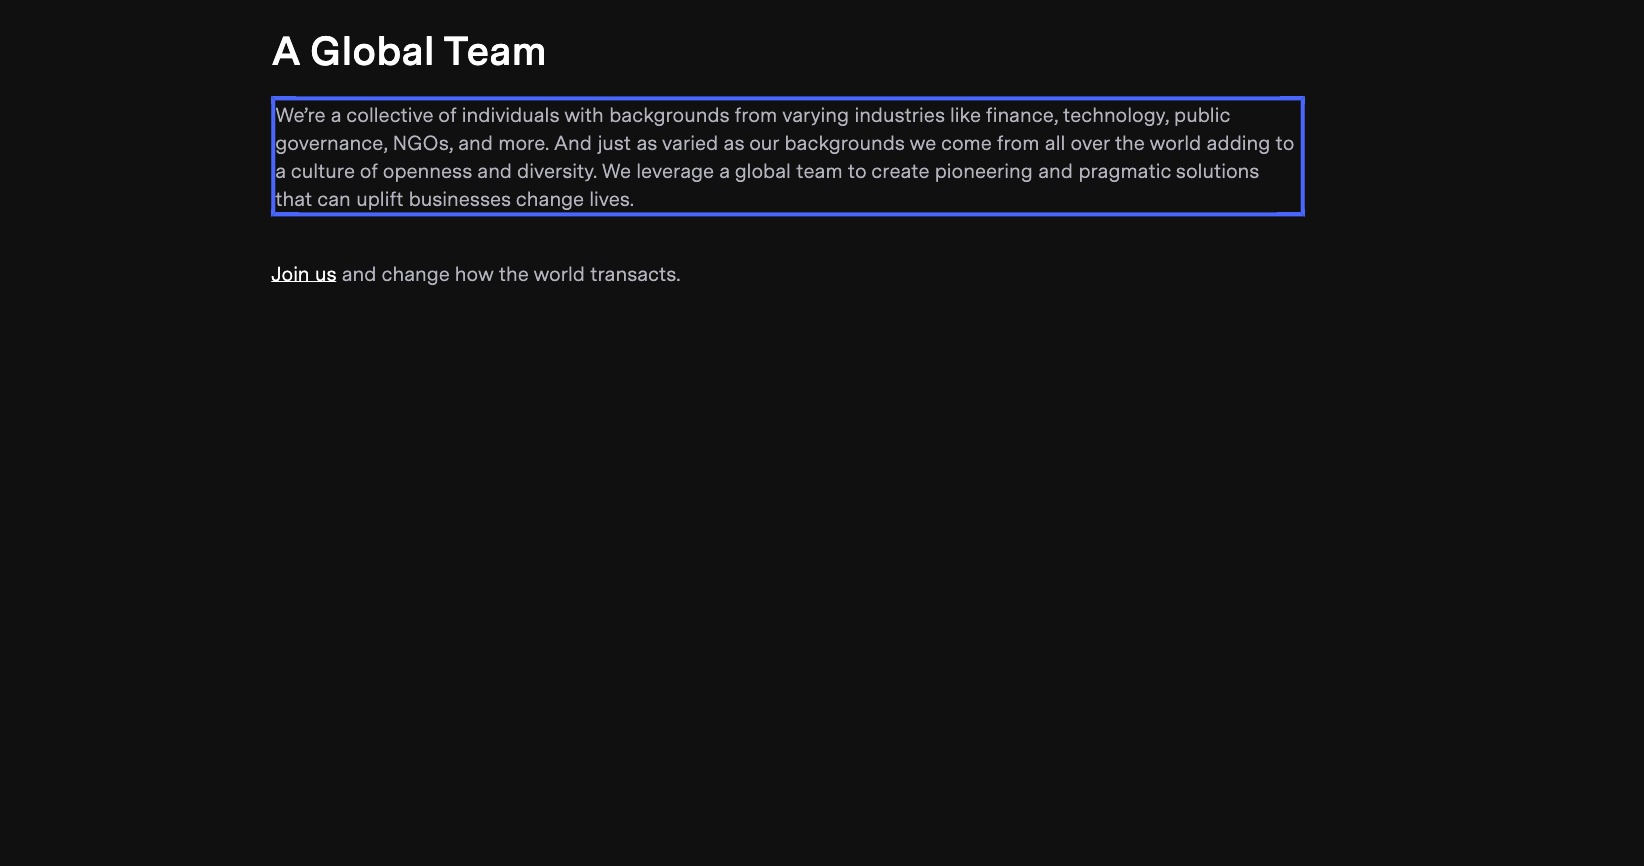 A Global Team
We’re a collective of individuals with backgrounds from varying industries like finance, technology, public
governance, NGOs, and more. And just as varied as our backgrounds we come from all over the world adding to
a culture of openness and diversity. We leverage a global team to create pioneering and pragmatic solutions
that can uplift businesses change lives.
Join us and change how the world transacts.